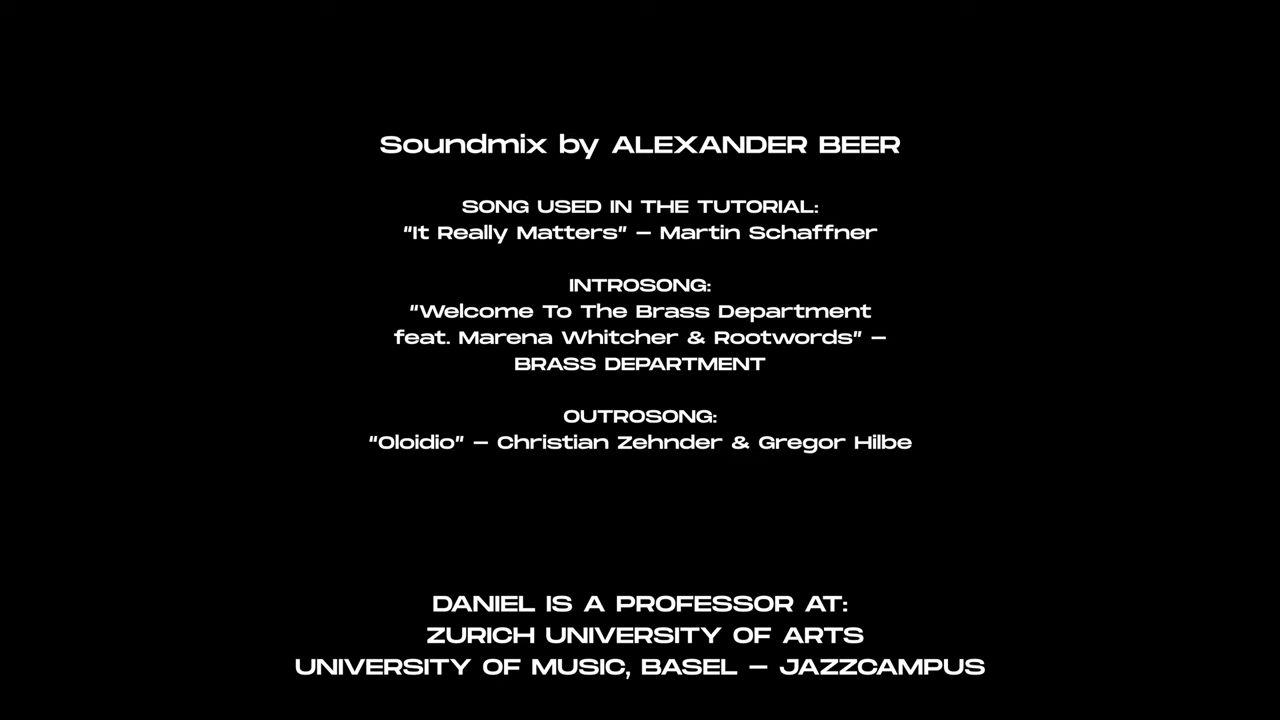 Soundmix by ALEXANDER BEER
SONG USED IN THE TUTORIAL:
“It Really Matters” – Martin Schaffner
INTROSONG:
“Welcome To The Brass Department
feat. Marena Whitcher & Rootwords” –
BRASS DEPARTMENT
OUTROSONG:
“Oloidio” – Christian Zehnder & Gregor Hilbe
DANIEL IS A PROFESSOR AT:
ZURICH UNIVERSITY OF ARTS
UNIVERSITY OF MUSIC, BASEL – JAZZCAMPUS